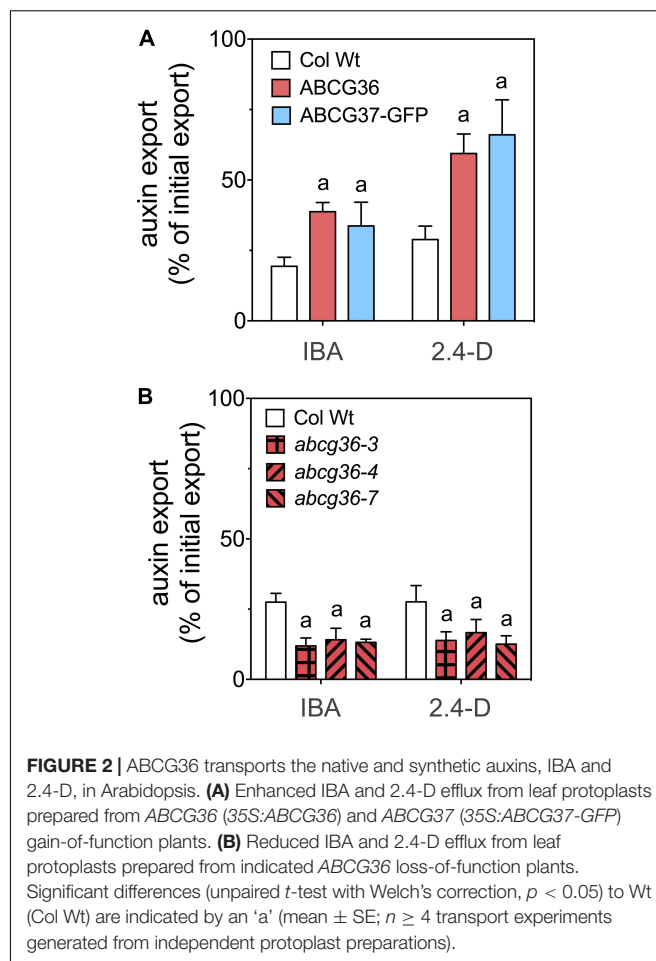 A
100
50
0
auxin export
(% of initial export)
Col Wt
ABCG36
ABCG37-GFP
a
a
a
a
IBA
2.4-D
B
100
50
0
auxin export
(% of initial export)
Col Wt
abcg36-3
abcg36-4
abcg36-7
a
a
a
a
a
a
IBA
2.4-D
FIGURE 2 | ABCG36 transports the native and synthetic auxins, IBA and
2.4-D, in Arabidopsis. (A) Enhanced IBA and 2.4-D efflux from leaf protoplasts
prepared from ABCG36 (35S:ABCG36) and ABCG37 (35S:ABCG37-GFP)
gain-of-function plants. (B) Reduced IBA and 2.4-D efflux from leaf
protoplasts prepared from indicated ABCG36 loss-of-function plants.
Significant differences (unpaired t-test with Welch's correction, p < 0.05) to Wt
(Col Wt) are indicated by an 'a' (mean ± SE; n ≥ 4 transport experiments
generated from independent protoplast preparations).